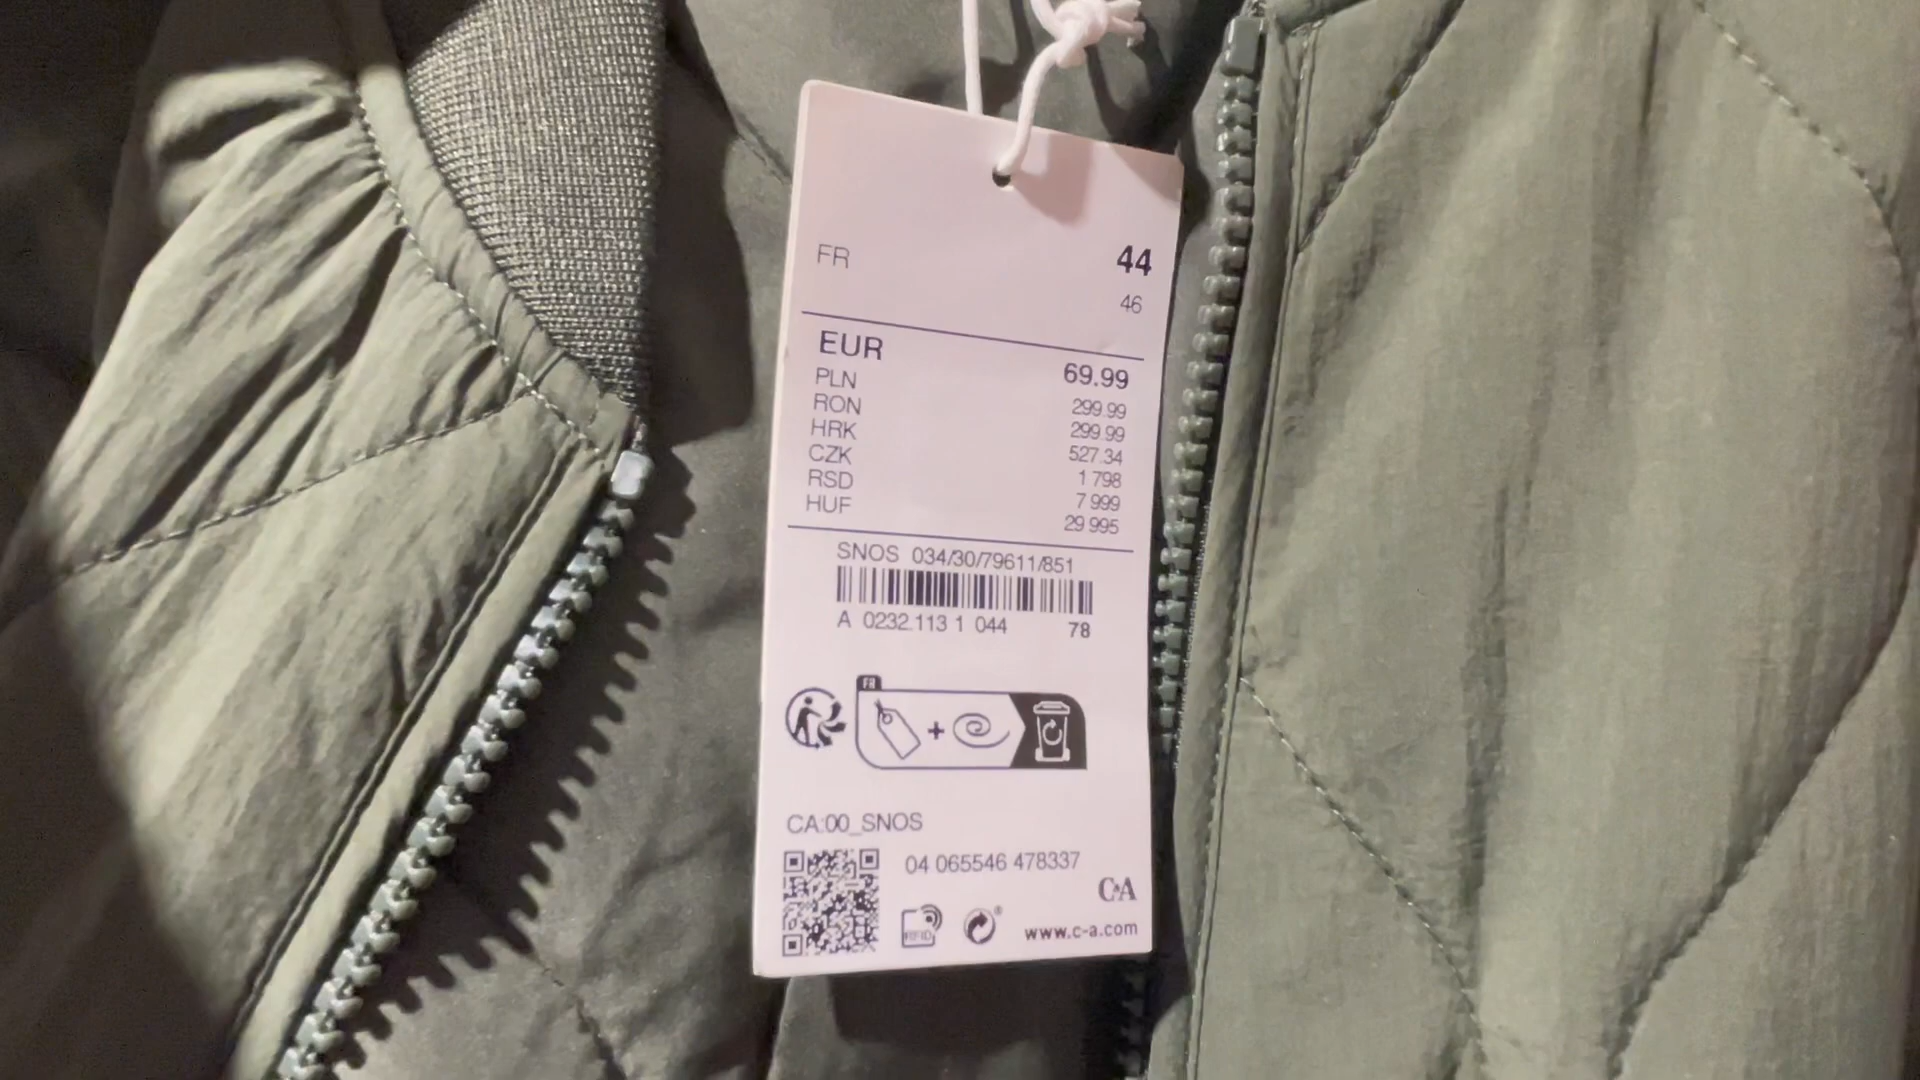 44
FR 46
EUR 69.99
PLN 299.99
RON 299.99
HRK 527.34
CZK 1 798
RSD 7 999
HUF 29 995
SNOS 034/30/79611/851
A 0232.113 1 044 78
FR
+
CA:00_SNOS
04 065546 478337
C&A
RFID
www.c-a.com